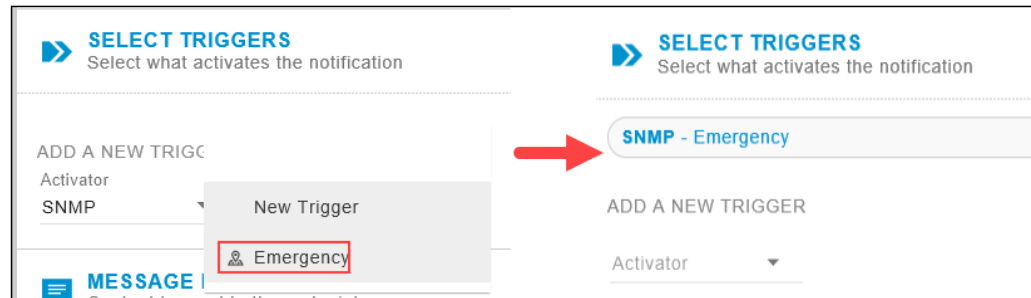 SELECT TRIGGERS
Select what activates the notification
ADD A NEW TRIGG
Activator
SNMP
New Trigger
Emergency
MESSAGE
SELECT TRIGGERS
Select what activates the notification
SNMP - Emergency
ADD A NEW TRIGGER
Activator